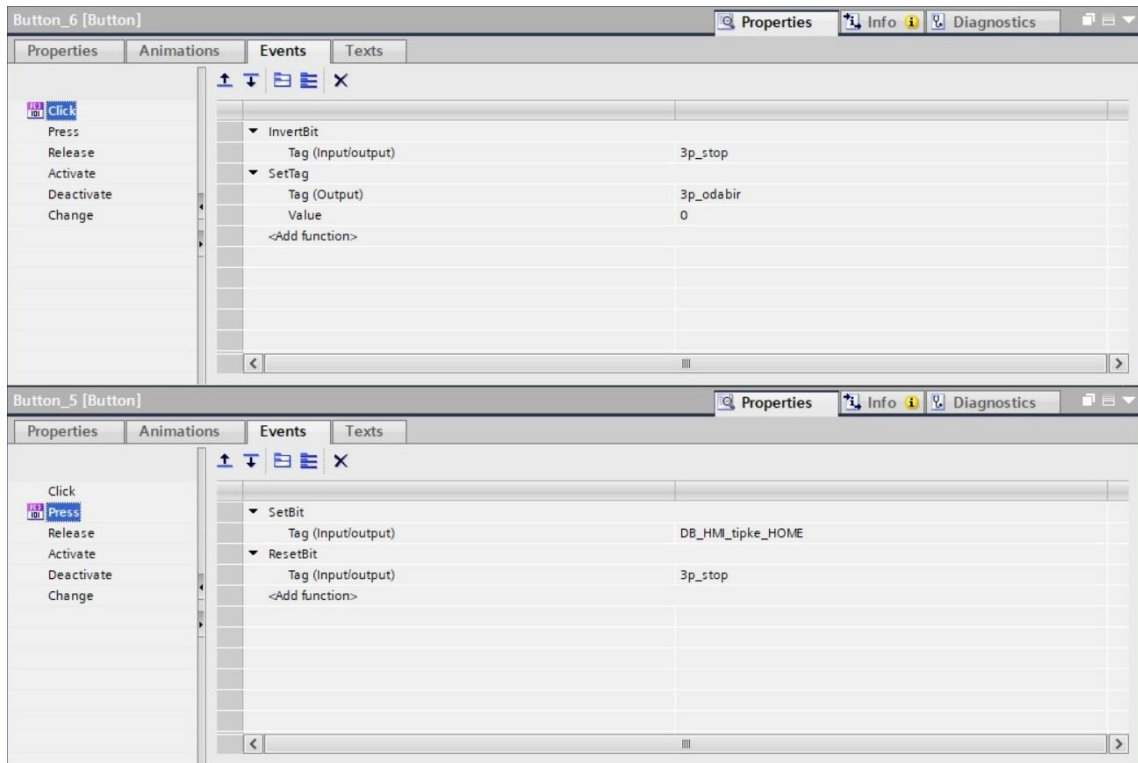 Button_6 [Button] Properties Info Diagnostics
Properties Animations Events Texts
Click
Press InvertBit
Release Tag (Input/output) 3p_stop
Activate SetTag
Deactivate Tag (Output) 3p_odabir
Change Value 0
<Add function>
Button_5 [Button] Properties Info Diagnostics
Properties Animations Events Texts
Click
Press SetBit
Release Tag (Input/output) DB_HMI_tipke_HOME
Activate ResetBit
Deactivate Tag (Input/output) 3p_stop
Change <Add function>